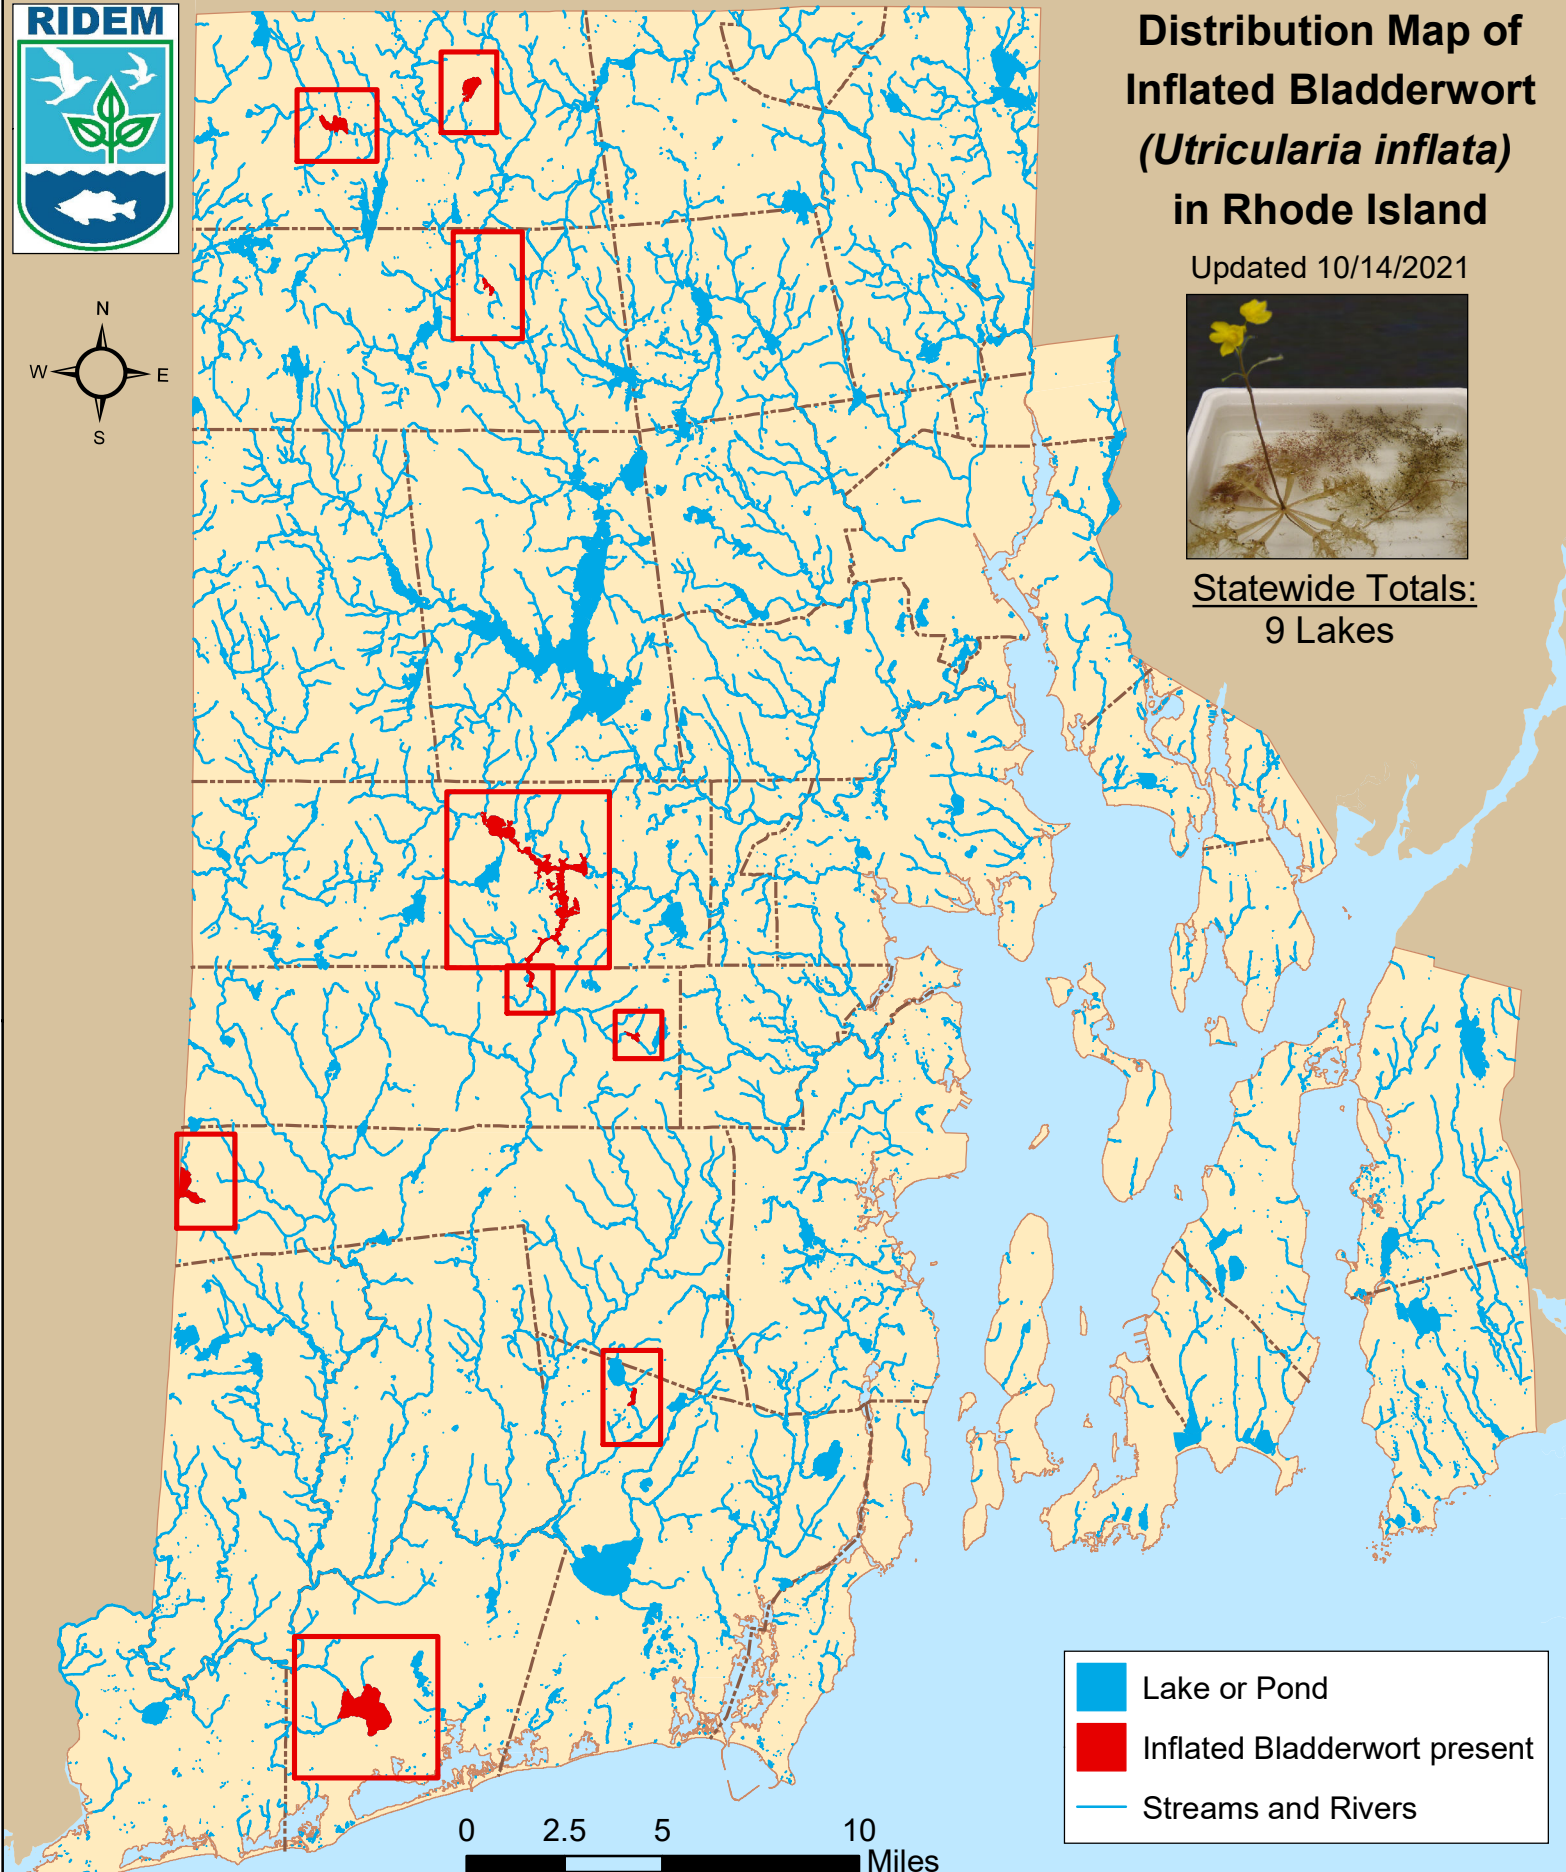 RIDEM
Distribution Map of
Inflated Bladderwort
(Utricularia inflata)
in Rhode Island
Updated 10/14/2021
N
W
E
S
Statewide Totals:
9 Lakes
Lake or Pond
Inflated Bladderwort present
Streams and Rivers
0 2.5 5 10
Miles